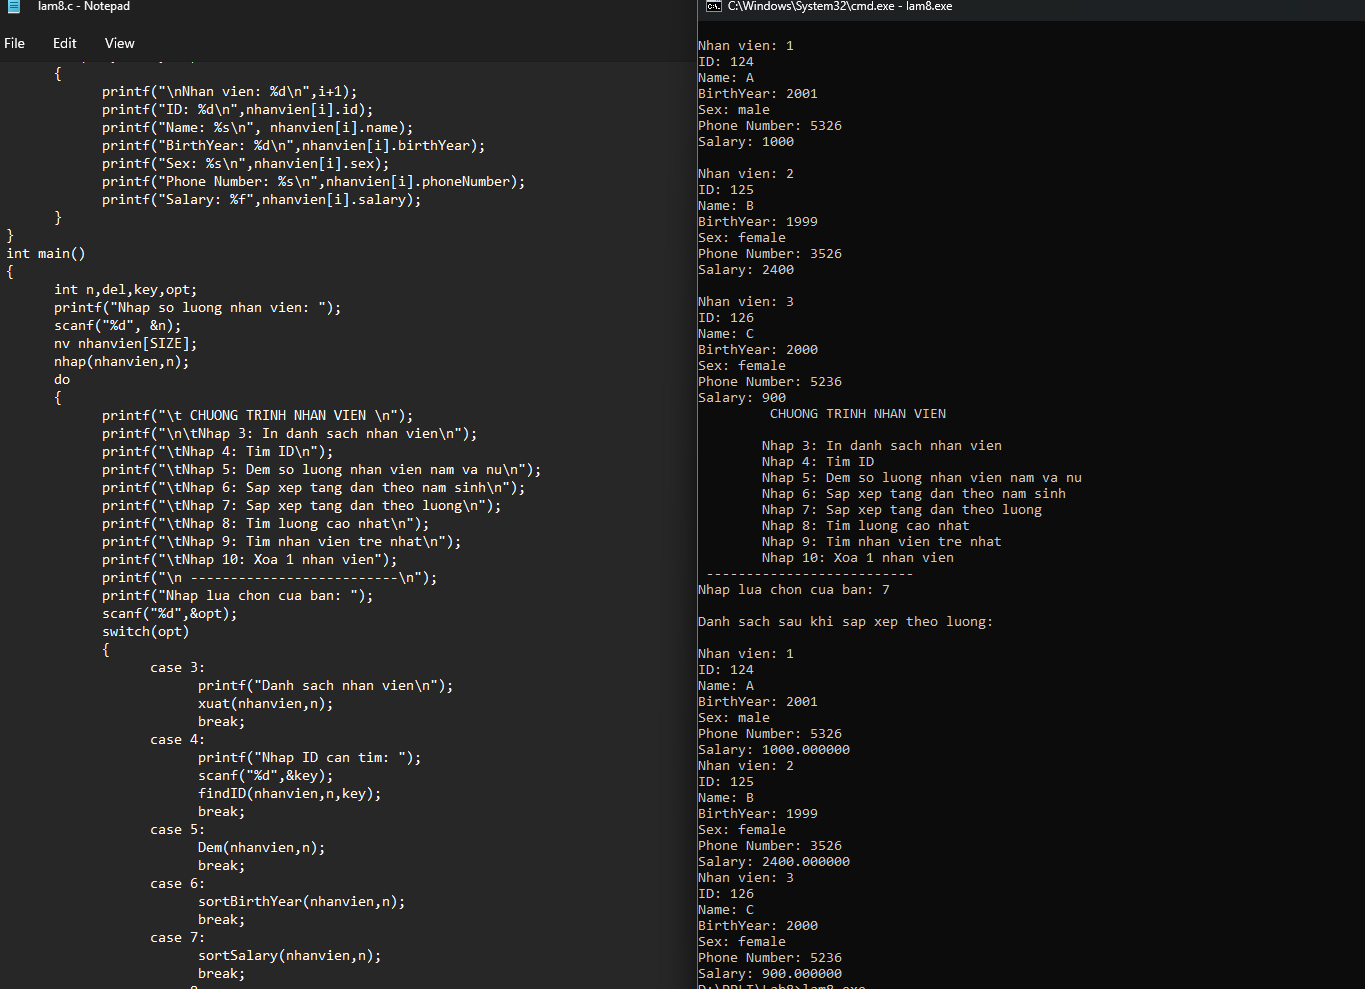 lam8.c - Notepad
File Edit View
{
printf("\nNhan vien: %d\n",i+1);
printf("ID: %d\n",nhanvien[i].id);
printf("Name: %s\n", nhanvien[i].name);
printf("BirthYear: %d\n",nhanvien[i].birthYear);
printf("Sex: %s\n",nhanvien[i].sex);
printf("Phone Number: %s\n",nhanvien[i].phoneNumber);
printf("Salary: %f",nhanvien[i].salary);
}
}
int main()
{
int n,del,key,opt;
printf("Nhap so luong nhan vien: ");
scanf("%d", &n);
nv nhanvien[SIZE];
nhap(nhanvien,n);
do
{
printf("\t CHUONG TRINH NHAN VIEN \n");
printf("\n\tNhap 3: In danh sach nhan vien\n");
printf("\tNhap 4: Tim ID\n");
printf("\tNhap 5: Dem so luong nhan vien nam va nu\n");
printf("\tNhap 6: Sap xep tang dan theo nam sinh\n");
printf("\tNhap 7: Sap xep tang dan theo luong\n");
printf("\tNhap 8: Tim luong cao nhat\n");
printf("\tNhap 9: Tim nhan vien tre nhat\n");
printf("\tNhap 10: Xoa 1 nhan vien");
printf("\n --------------------------\n");
printf("Nhap lua chon cua ban: ");
scanf("%d",&opt);
switch(opt)
{
case 3:
printf("Danh sach nhan vien\n");
xuat(nhanvien,n);
break;
case 4:
printf("Nhap ID can tim: ");
scanf("%d",&key);
findID(nhanvien,n,key);
break;
case 5:
Dem(nhanvien,n);
break;
case 6:
sortBirthYear(nhanvien,n);
break;
case 7:
sortSalary(nhanvien,n);
break;
C:\Windows\System32\cmd.exe - lam8.exe
Nhan vien: 1
ID: 124
Name: A
BirthYear: 2001
Sex: male
Phone Number: 5326
Salary: 1000
Nhan vien: 2
ID: 125
Name: B
BirthYear: 1999
Sex: female
Phone Number: 3526
Salary: 2400
Nhan vien: 3
ID: 126
Name: C
BirthYear: 2000
Sex: female
Phone Number: 5236
Salary: 900
CHUONG TRINH NHAN VIEN
Nhap 3: In danh sach nhan vien
Nhap 4: Tim ID
Nhap 5: Dem so luong nhan vien nam va nu
Nhap 6: Sap xep tang dan theo nam sinh
Nhap 7: Sap xep tang dan theo luong
Nhap 8: Tim luong cao nhat
Nhap 9: Tim nhan vien tre nhat
Nhap 10: Xoa 1 nhan vien
--------------------------
Nhap lua chon cua ban: 7
Danh sach sau khi sap xep theo luong:
Nhan vien: 1
ID: 124
Name: A
BirthYear: 2001
Sex: male
Phone Number: 5326
Salary: 1000.000000
Nhan vien: 2
ID: 125
Name: B
BirthYear: 1999
Sex: female
Phone Number: 3526
Salary: 2400.000000
Nhan vien: 3
ID: 126
Name: C
BirthYear: 2000
Sex: female
Phone Number: 5236
Salary: 900.000000